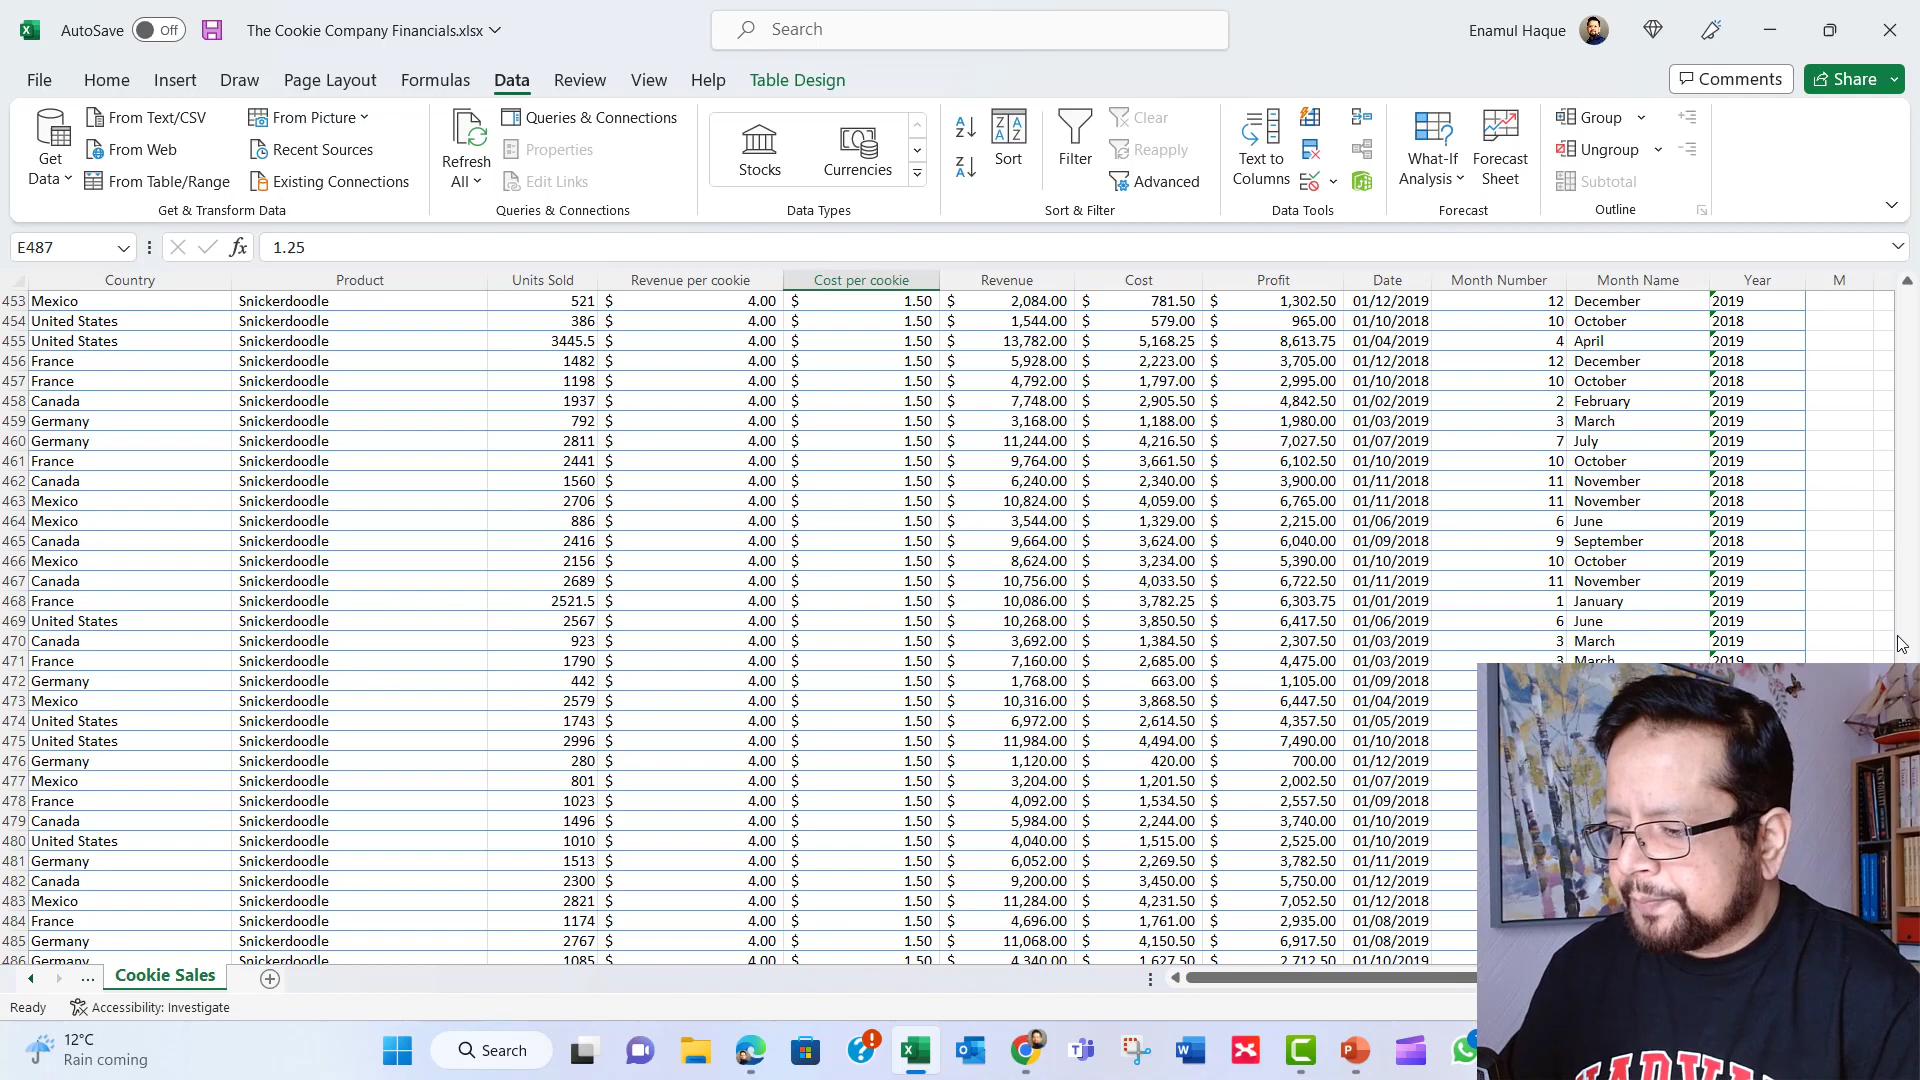 AutoSave Off The Cookie Company Financials.xlsx Search Enamul Haque
File Home Insert Draw Page Layout Formulas Data Review View Help Table Design Comments Share
Get Data From Text/CSV From Picture Refresh All Queries & Connections Stocks Currencies Sort Filter Clear Text to Columns What-If Analysis Forecast Sheet Group
From Web Recent Sources Properties Reapply Ungroup
From Table/Range Existing Connections Edit Links Advanced Subtotal
Get & Transform Data Queries & Connections Data Types Sort & Filter Data Tools Forecast Outline
E487 fx 1.25
Country Product Units Sold Revenue per cookie Cost per cookie Revenue Cost Profit Date Month Number Month Name Year M
453 Mexico Snickerdoodle 521 $ 4.00 $ 1.50 $ 2,084.00 $ 781.50 $ 1,302.50 01/12/2019 12 December 2019
454 United States Snickerdoodle 386 $ 4.00 $ 1.50 $ 1,544.00 $ 579.00 $ 965.00 01/10/2018 10 October 2018
455 United States Snickerdoodle 3445.5 $ 4.00 $ 1.50 $ 13,782.00 $ 5,168.25 $ 8,613.75 01/04/2019 4 April 2019
456 France Snickerdoodle 1482 $ 4.00 $ 1.50 $ 5,928.00 $ 2,223.00 $ 3,705.00 01/12/2018 12 December 2018
457 France Snickerdoodle 1198 $ 4.00 $ 1.50 $ 4,792.00 $ 1,797.00 $ 2,995.00 01/10/2018 10 October 2018
458 Canada Snickerdoodle 1937 $ 4.00 $ 1.50 $ 7,748.00 $ 2,905.50 $ 4,842.50 01/02/2019 2 February 2019
459 Germany Snickerdoodle 792 $ 4.00 $ 1.50 $ 3,168.00 $ 1,188.00 $ 1,980.00 01/03/2019 3 March 2019
460 Germany Snickerdoodle 2811 $ 4.00 $ 1.50 $ 11,244.00 $ 4,216.50 $ 7,027.50 01/07/2019 7 July 2019
461 France Snickerdoodle 2441 $ 4.00 $ 1.50 $ 9,764.00 $ 3,661.50 $ 6,102.50 01/10/2019 10 October 2019
462 Canada Snickerdoodle 1560 $ 4.00 $ 1.50 $ 6,240.00 $ 2,340.00 $ 3,900.00 01/11/2018 11 November 2018
463 Mexico Snickerdoodle 2706 $ 4.00 $ 1.50 $ 10,824.00 $ 4,059.00 $ 6,765.00 01/11/2018 11 November 2018
464 Mexico Snickerdoodle 886 $ 4.00 $ 1.50 $ 3,544.00 $ 1,329.00 $ 2,215.00 01/06/2019 6 June 2019
465 Canada Snickerdoodle 2416 $ 4.00 $ 1.50 $ 9,664.00 $ 3,624.00 $ 6,040.00 01/09/2018 9 September 2018
466 Mexico Snickerdoodle 2156 $ 4.00 $ 1.50 $ 8,624.00 $ 3,234.00 $ 5,390.00 01/10/2019 10 October 2019
467 Canada Snickerdoodle 2689 $ 4.00 $ 1.50 $ 10,756.00 $ 4,033.50 $ 6,722.50 01/11/2019 11 November 2019
468 France Snickerdoodle 2521.5 $ 4.00 $ 1.50 $ 10,086.00 $ 3,782.25 $ 6,303.75 01/01/2019 1 January 2019
469 United States Snickerdoodle 2567 $ 4.00 $ 1.50 $ 10,268.00 $ 3,850.50 $ 6,417.50 01/06/2019 6 June 2019
470 Canada Snickerdoodle 923 $ 4.00 $ 1.50 $ 3,692.00 $ 1,384.50 $ 2,307.50 01/03/2019 3 March 2019
471 France Snickerdoodle 1790 $ 4.00 $ 1.50 $ 7,160.00 $ 2,685.00 $ 4,475.00 01/03/2019 3 March 2019
472 Germany Snickerdoodle 442 $ 4.00 $ 1.50 $ 1,768.00 $ 663.00 $ 1,105.00 01/09/2018
473 Mexico Snickerdoodle 2579 $ 4.00 $ 1.50 $ 10,316.00 $ 3,868.50 $ 6,447.50 01/04/2019
474 United States Snickerdoodle 1743 $ 4.00 $ 1.50 $ 6,972.00 $ 2,614.50 $ 4,357.50 01/05/2019
475 United States Snickerdoodle 2996 $ 4.00 $ 1.50 $ 11,984.00 $ 4,494.00 $ 7,490.00 01/10/2018
476 Germany Snickerdoodle 280 $ 4.00 $ 1.50 $ 1,120.00 $ 420.00 $ 700.00 01/12/2019
477 Mexico Snickerdoodle 801 $ 4.00 $ 1.50 $ 3,204.00 $ 1,201.50 $ 2,002.50 01/07/2019
478 France Snickerdoodle 1023 $ 4.00 $ 1.50 $ 4,092.00 $ 1,534.50 $ 2,557.50 01/09/2018
479 Canada Snickerdoodle 1496 $ 4.00 $ 1.50 $ 5,984.00 $ 2,244.00 $ 3,740.00 01/10/2019
480 United States Snickerdoodle 1010 $ 4.00 $ 1.50 $ 4,040.00 $ 1,515.00 $ 2,525.00 01/10/2019
481 Germany Snickerdoodle 1513 $ 4.00 $ 1.50 $ 6,052.00 $ 2,269.50 $ 3,782.50 01/11/2019
482 Canada Snickerdoodle 2300 $ 4.00 $ 1.50 $ 9,200.00 $ 3,450.00 $ 5,750.00 01/12/2019
483 Mexico Snickerdoodle 2821 $ 4.00 $ 1.50 $ 11,284.00 $ 4,231.50 $ 7,052.50 01/12/2018
484 France Snickerdoodle 1174 $ 4.00 $ 1.50 $ 4,696.00 $ 1,761.00 $ 2,935.00 01/08/2019
485 Germany Snickerdoodle 2767 $ 4.00 $ 1.50 $ 11,068.00 $ 4,150.50 $ 6,917.50 01/08/2019
486 Germany Snickerdoodle 1085 $ 4.00 $ 1.50 $ 4,340.00 $ 1,627.50 $ 2,712.50 01/10/2019
... Cookie Sales
Ready Accessibility: Investigate
12°C
Rain coming
Search